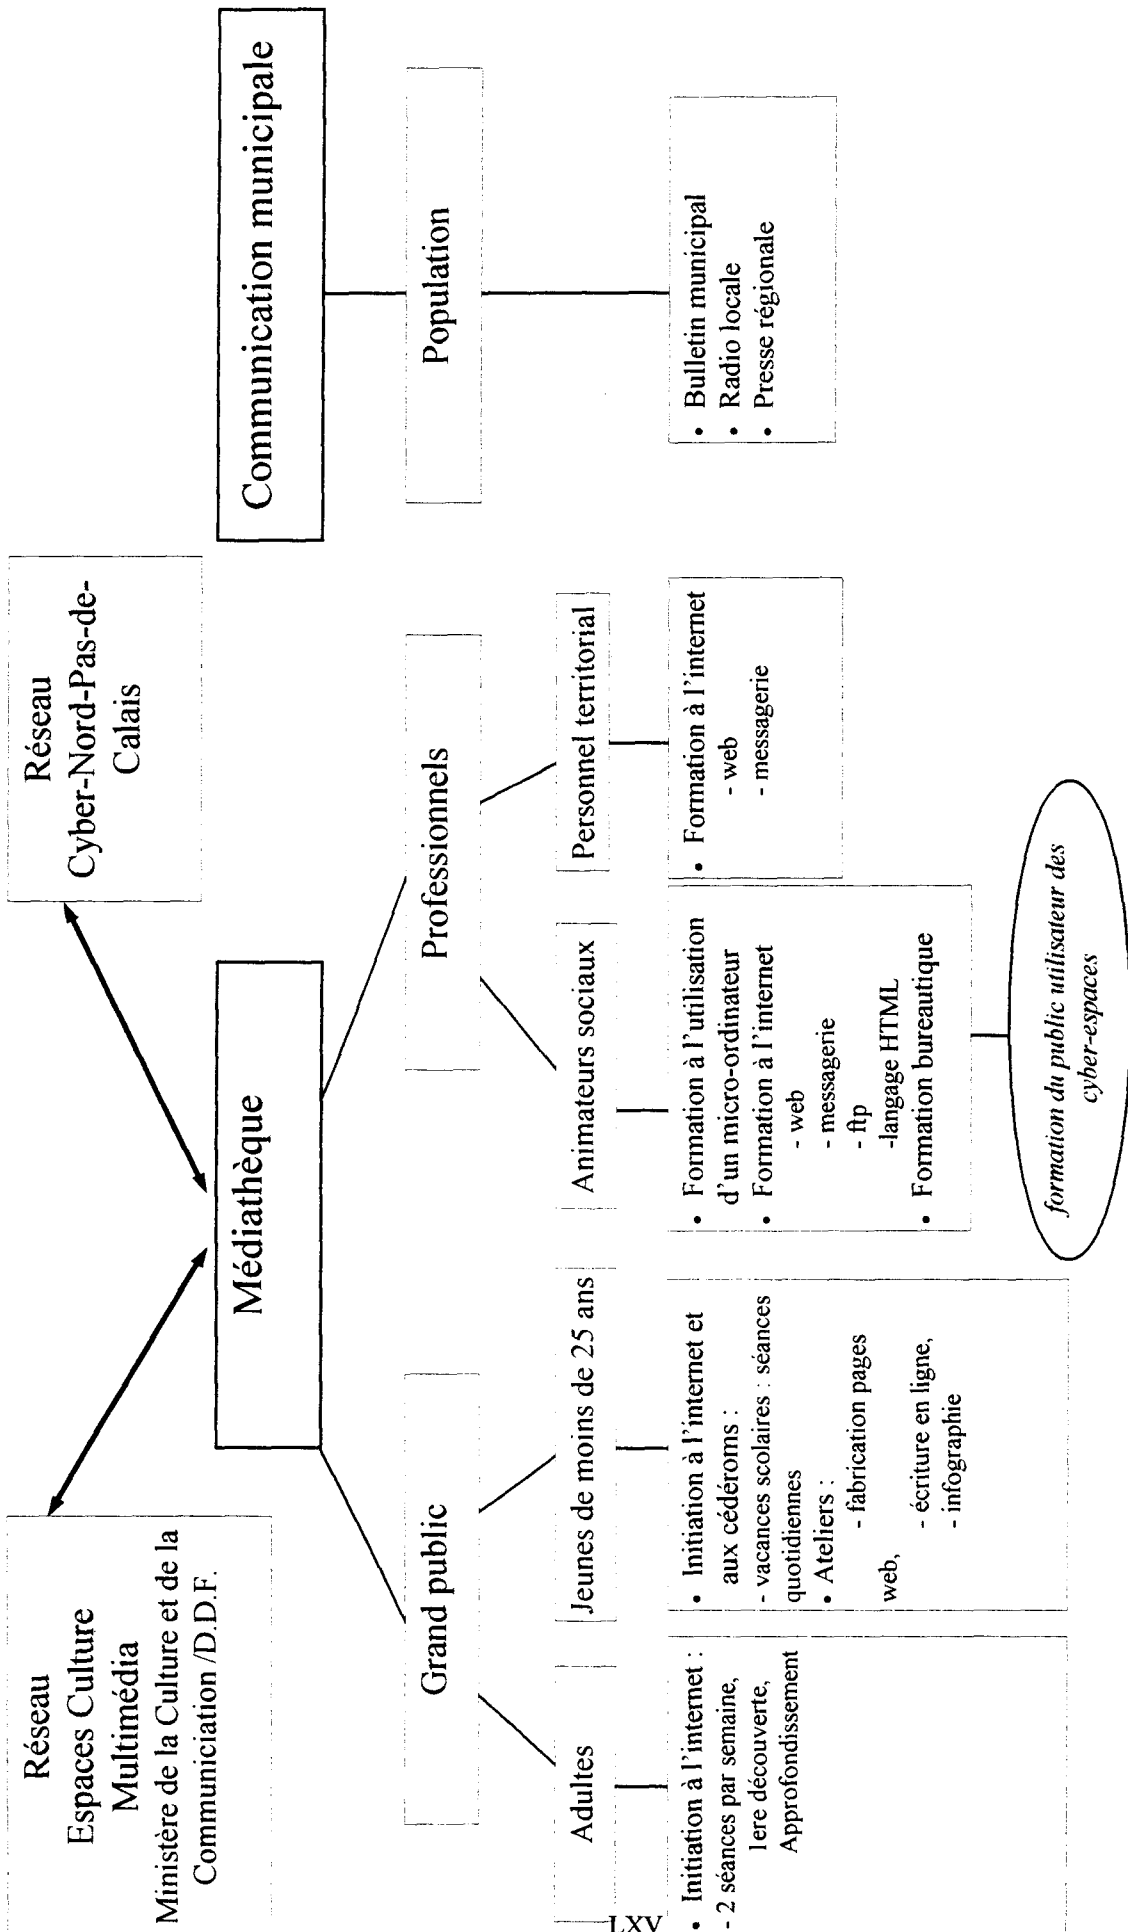 Réseau
Espaces Culture
Multimédia
Ministère de la Culture et de la
Communiciation /D.D.F.
Réseau
Cyber-Nord-Pas-de-
Calais
Médiathèque
Communication municipale
Grand public
Professionnels
Population
Adultes
Jeunes de moins de 25 ans
Animateurs sociaux
Personnel territorial
• Initiation à l'internet :
- 2 séances par semaine,
1ere découverte,
Approfondissement
• Initiation à l'internet et
aux cédéroms :
- vacances scolaires : séances
quotidiennes
• Ateliers :
- fabrication pages
web,
- écriture en ligne,
- infographie
• Formation à l'utilisation
d'un micro-ordinateur
• Formation à l'internet
- web
- messagerie
- ftp
-langage HTML
• Formation bureautique
• Formation à l'internet
- web
- messagerie
• Bulletin municipal
• Radio locale
• Presse régionale
formation du public utilisateur des
cyber-espaces
LXV